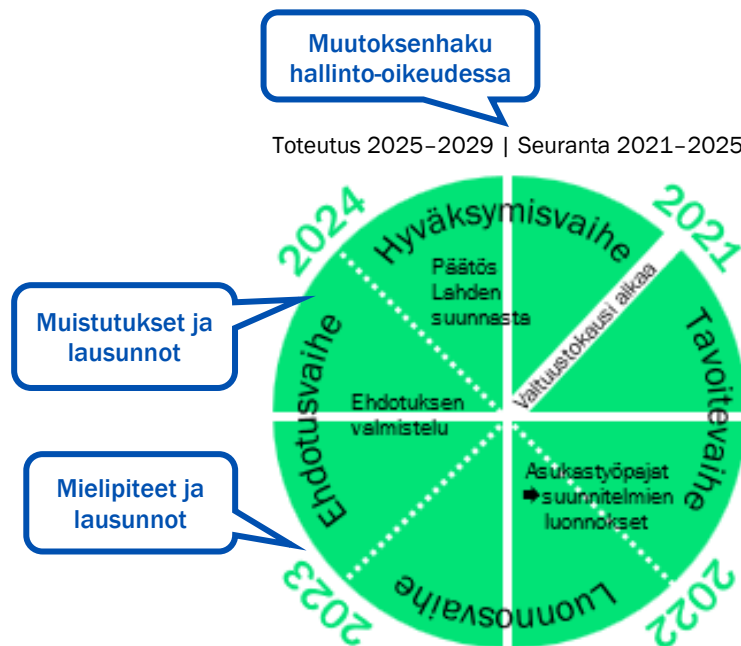 Muutoksenhaku
hallinto-oikeudessa
Toteutus 2025–2029 | Seuranta 2021–2025
2024
Hyväksymisvaihe
2021
Päätös
Lahden
suunnasta
Valtuustokausi alkaa
Muistutukset ja
lausunnot
Tavoitevaihe
Ehdotusvaihe
Ehdotuksen
valmistelu
Asukastyöpajat
➡suunnitelmien
luonnokset
Mielipiteet ja
lausunnot
2023
Luonnosvaihe
2022